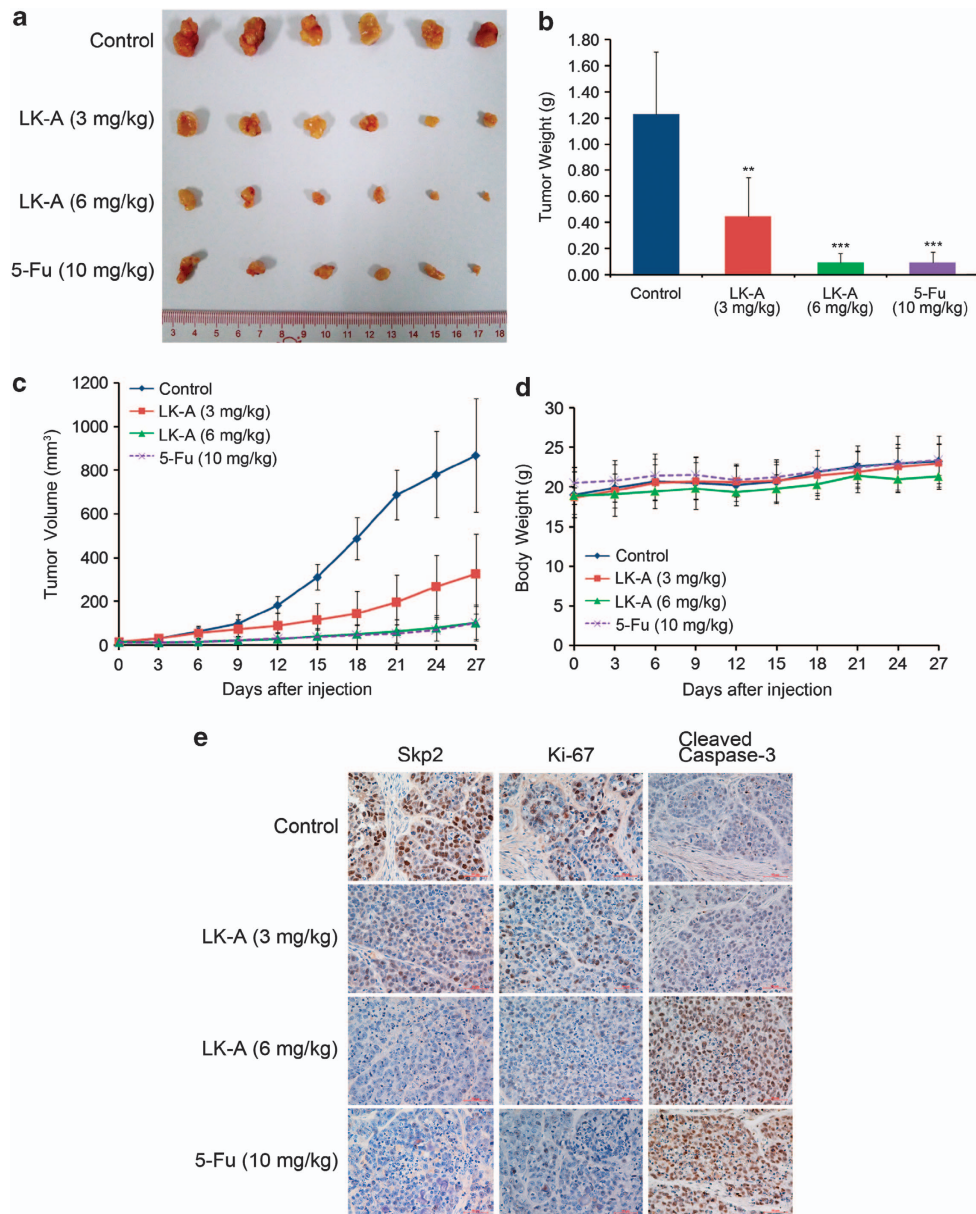 a
Control
LK-A (3 mg/kg)
LK-A (6 mg/kg)
5-Fu (10 mg/kg)
3 4 5 6 7 8 9 10 11 12 13 14 15 16 17 18
b
Tumor Weight (g)
1.80
1.60
1.40
1.20
1.00
0.80
0.60
0.40
0.20
0.00
**
***
***
Control
LK-A
(3 mg/kg)
LK-A
(6 mg/kg)
5-Fu
(10 mg/kg)
c
Tumor Volume (mm³)
1200
1000
800
600
400
200
0
Control
LK-A (3 mg/kg)
LK-A (6 mg/kg)
5-Fu (10 mg/kg)
0 3 6 9 12 15 18 21 24 27
Days after injection
d
Body Weight (g)
30
25
20
15
10
5
0
Control
LK-A (3 mg/kg)
LK-A (6 mg/kg)
5-Fu (10 mg/kg)
0 3 6 9 12 15 18 21 24 27
Days after injection
e
Skp2
Ki-67
Cleaved
Caspase-3
Control
LK-A (3 mg/kg)
LK-A (6 mg/kg)
5-Fu (10 mg/kg)